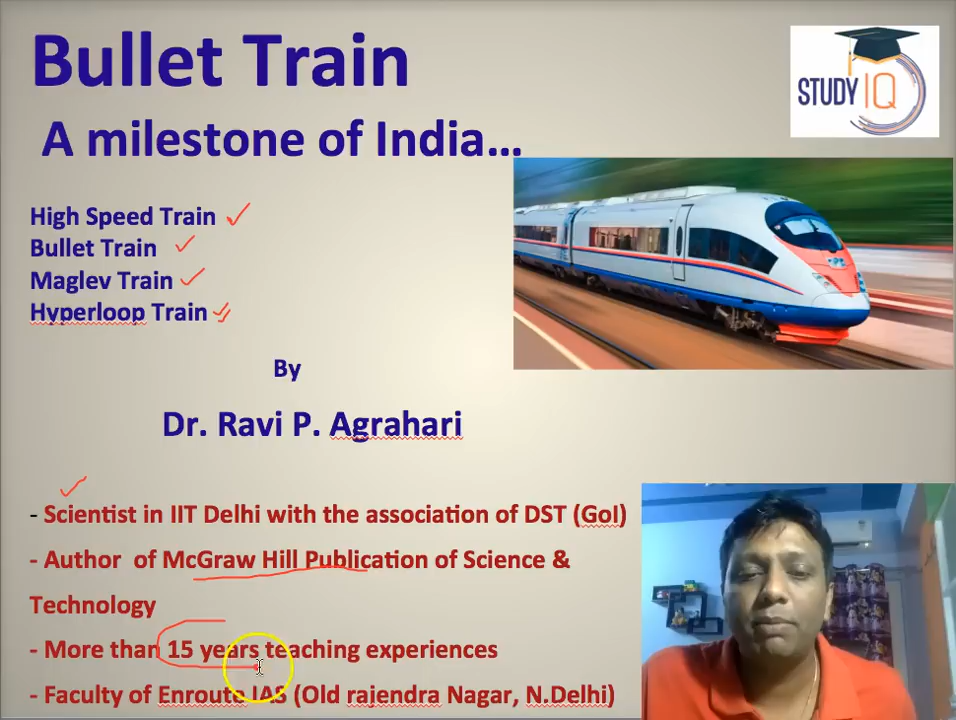 Bullet Train
A milestone of India...
STUDY IQ
High Speed Train
Bullet Train
Maglev Train
Hyperloop Train
By
Dr. Ravi P. Agrahari
- Scientist in IIT Delhi with the association of DST (GoI)
- Author of McGraw Hill Publication of Science &
Technology
- More than 15 years teaching experiences
- Faculty of Enroute IAS (Old rajendra Nagar, N.Delhi)